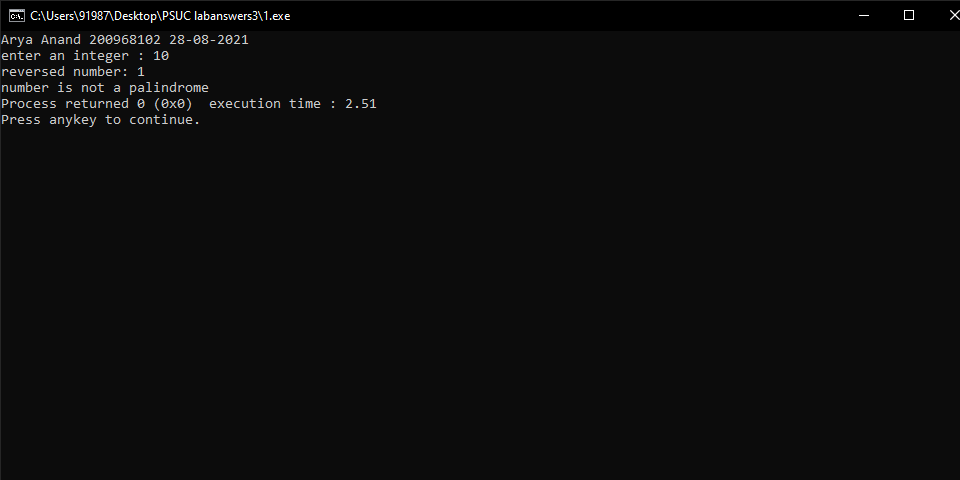 C:\Users\91987\Desktop\PSUC labanswers3\1.exe
Arya Anand 200968102 28-08-2021
enter an integer : 10
reversed number: 1
number is not a palindrome
Process returned 0 (0x0)  execution time : 2.51
Press anykey to continue.